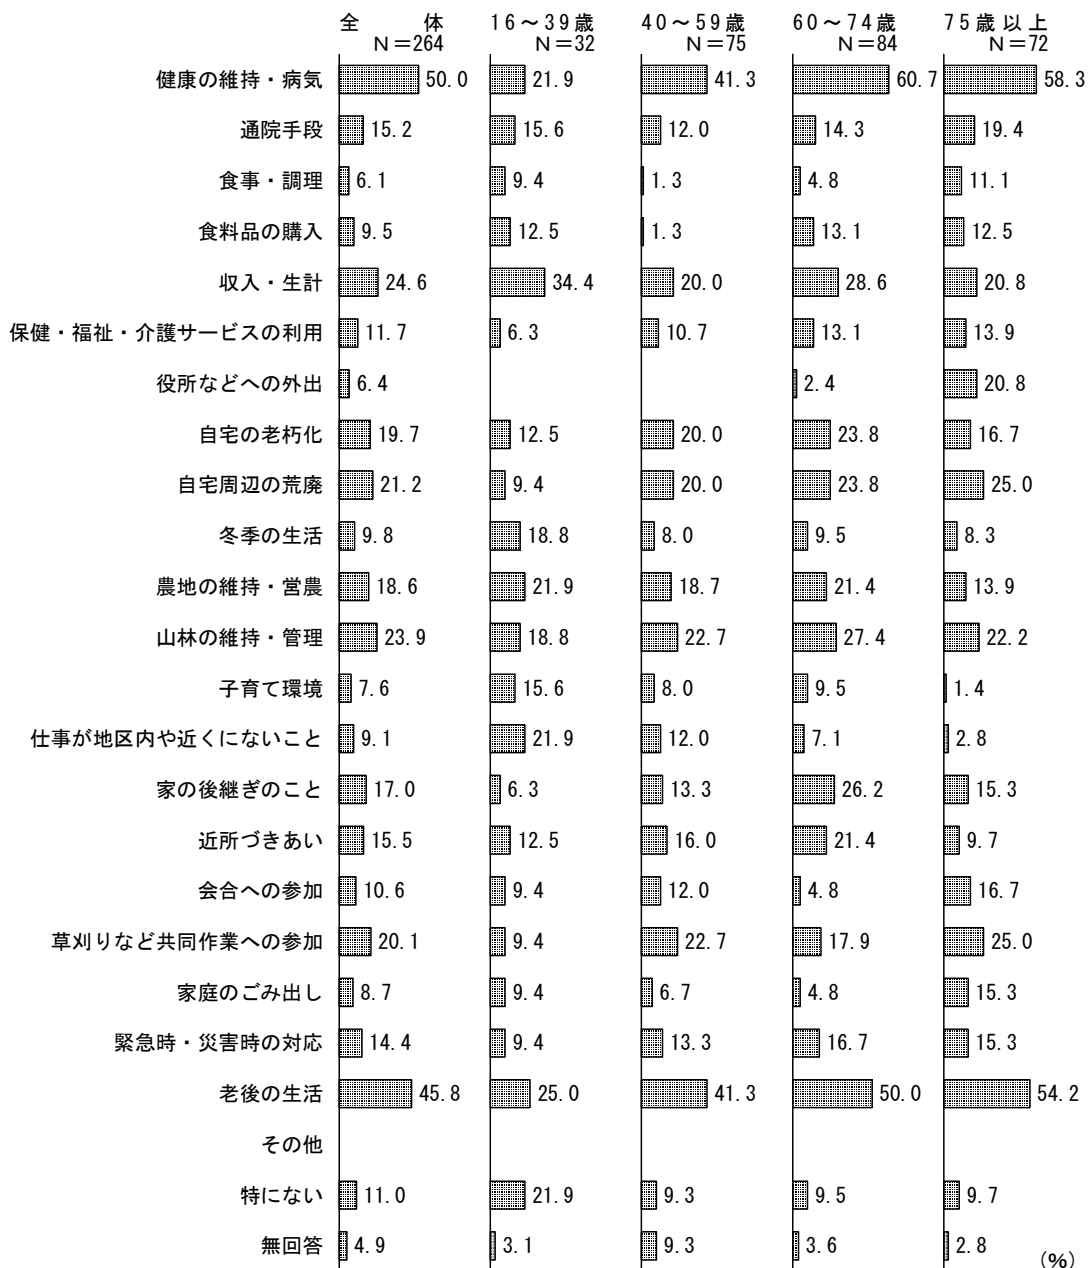 全体 16～39歳 40～59歳 60～74歳 75歳以上
N=264 N=32 N=75 N=84 N=72
健康の維持・病気 50.0 21.9 41.3 60.7 58.3
通院手段 15.2 15.6 12.0 14.3 19.4
食事・調理 6.1 9.4 1.3 4.8 11.1
食料品の購入 9.5 12.5 1.3 13.1 12.5
収入・生計 24.6 34.4 20.0 28.6 20.8
保健・福祉・介護サービスの利用 11.7 6.3 10.7 13.1 13.9
役所などへの外出 6.4 2.4 20.8
自宅の老朽化 19.7 12.5 20.0 23.8 16.7
自宅周辺の荒廃 21.2 9.4 20.0 23.8 25.0
冬季の生活 9.8 18.8 8.0 9.5 8.3
農地の維持・営農 18.6 21.9 18.7 21.4 13.9
山林の維持・管理 23.9 18.8 22.7 27.4 22.2
子育て環境 7.6 15.6 8.0 9.5 1.4
仕事が地区内や近くにないこと 9.1 21.9 12.0 7.1 2.8
家の後継ぎのこと 17.0 6.3 13.3 26.2 15.3
近所づきあい 15.5 12.5 16.0 21.4 9.7
会合への参加 10.6 9.4 12.0 4.8 16.7
草刈りなど共同作業への参加 20.1 9.4 22.7 17.9 25.0
家庭のごみ出し 8.7 9.4 6.7 4.8 15.3
緊急時・災害時の対応 14.4 9.4 13.3 16.7 15.3
老後の生活 45.8 25.0 41.3 50.0 54.2
その他
特にない 11.0 21.9 9.3 9.5 9.7
無回答 4.9 3.1 9.3 3.6 2.8
(%)